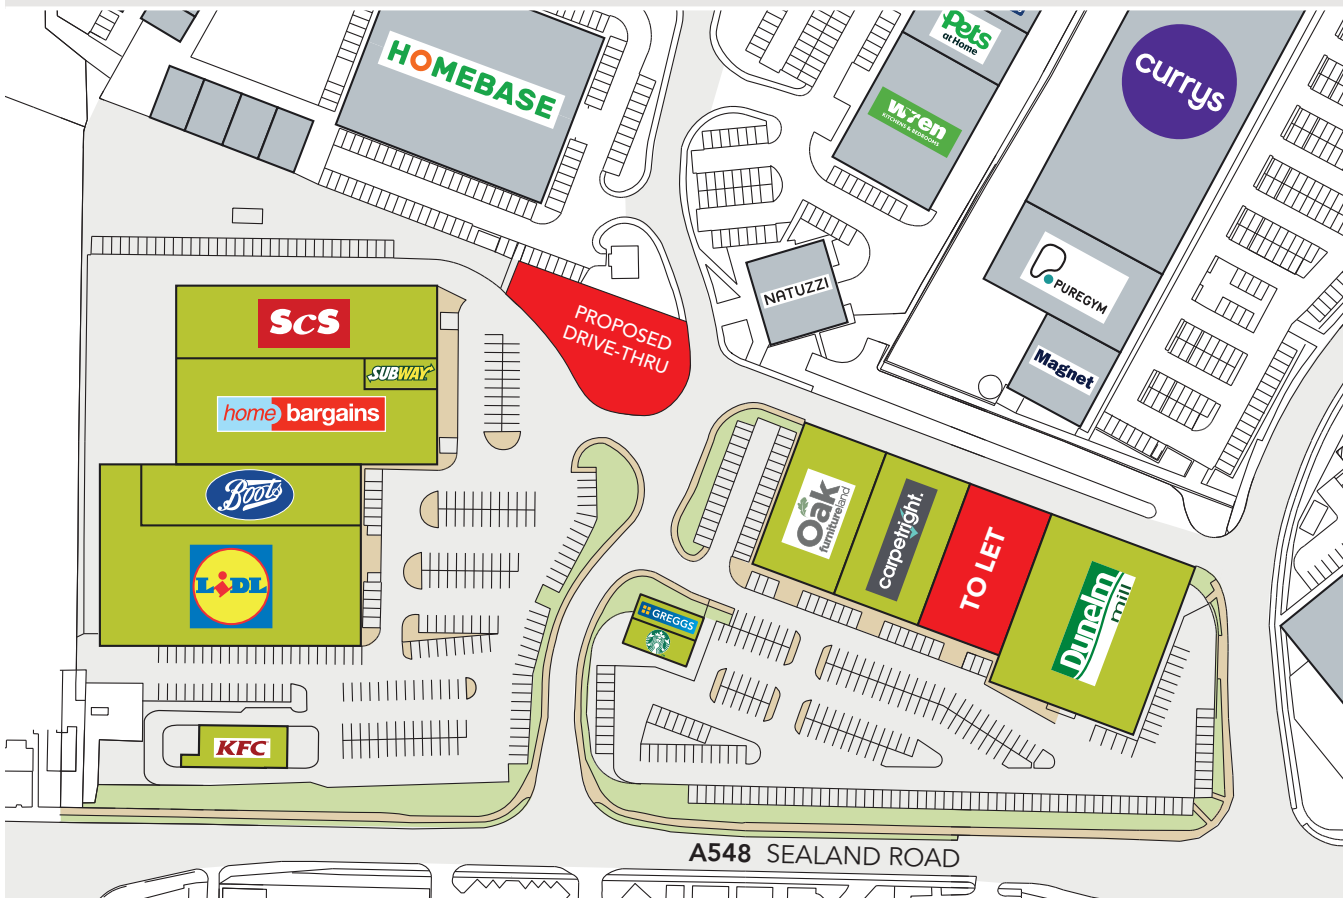 HOMEBASE
Pets
at Home
wren
KITCHENS & BEDROOMS
currys
PUREGYM
Magnet
NATUZZI
PROPOSED
DRIVE-THRU
ScS
SUBWAY
home bargains
Boots
LiDL
KFC
GREGGS
Oak
furnitureland
carpetright.
TO LET
Dunelm
mill
A548 SEALAND ROAD